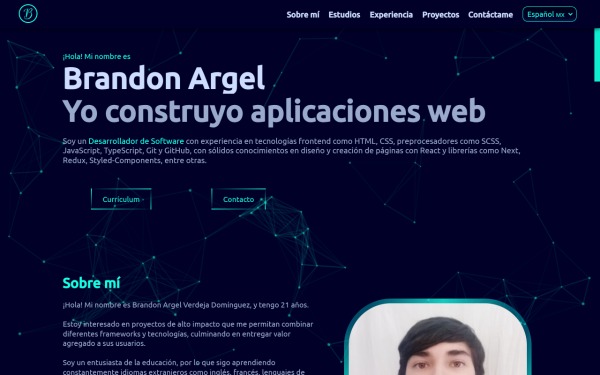 B
Sobre mí Estudios Experiencia Proyectos Contáctame Español MX
¡Hola! Mi nombre es
Brandon Argel
Yo construyo aplicaciones web
Soy un Desarrollador de Software con experiencia en tecnologías frontend como HTML, CSS, preprocesadores como SCSS,
JavaScript, TypeScript, Git y GitHub, con sólidos conocimientos en diseño y creación de páginas con React y librerías como Next,
Redux, Styled-Components, entre otras.
Curriculum Contacto
Sobre mí
¡Hola! Mi nombre es Brandon Argel Verdeja Domínguez, y tengo 21 años.
Estoy interesado en proyectos de alto impacto que me permitan combinar
diferentes frameworks y tecnologías, culminando en entregar valor
agregado a sus usuarios.
Soy un entusiasta de la educación, por lo que sigo aprendiendo
constantemente idiomas extranjeros como inglés, francés, lenguajes de